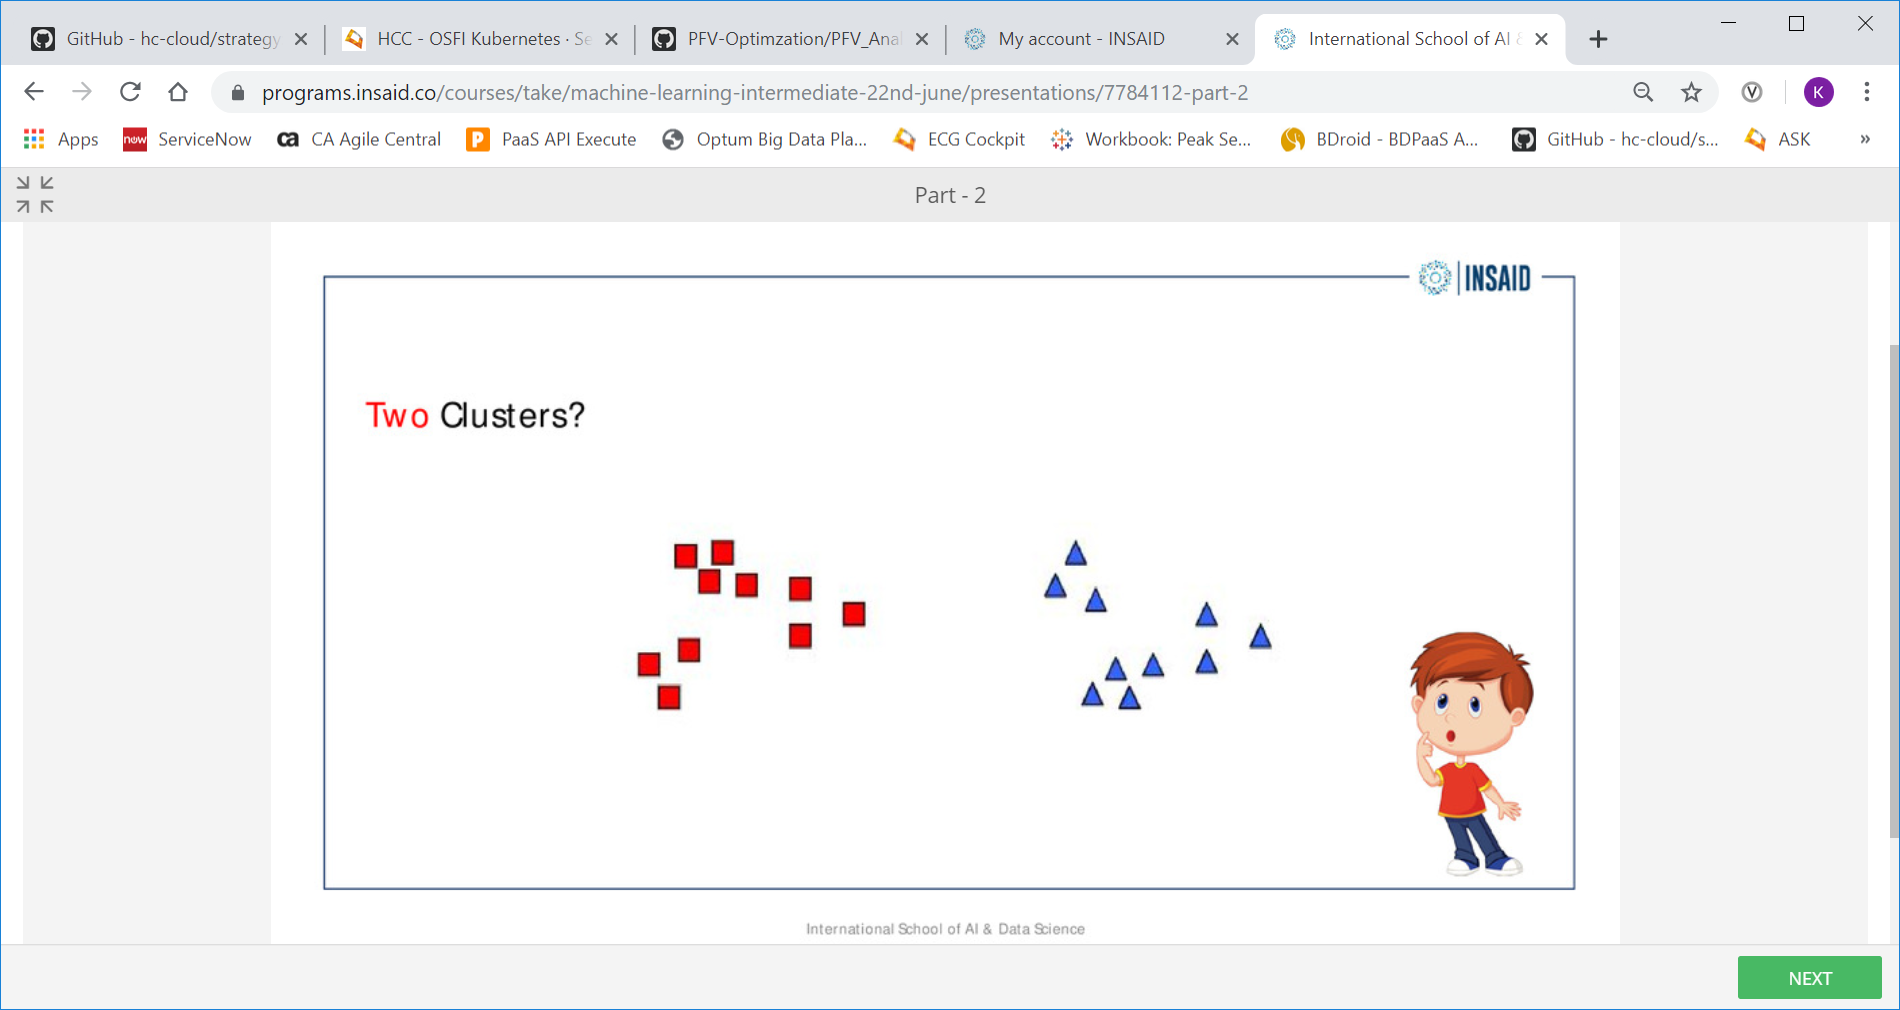 GitHub - hc-cloud/strategy
HCC - OSFI Kubernetes · Se
PFV-Optimzation/PFV_Anal
My account - INSAID
International School of AI &
programs.insaid.co/courses/take/machine-learning-intermediate-22nd-june/presentations/7784112-part-2
K
Apps
now
ServiceNow
ca
CA Agile Central
P
PaaS API Execute
Optum Big Data Pla...
ECG Cockpit
Workbook: Peak Se...
BDroid - BDPaaS A...
GitHub - hc-cloud/s...
ASK
»
Part - 2
INSAID
Two Clusters?
International School of AI & Data Science
NEXT